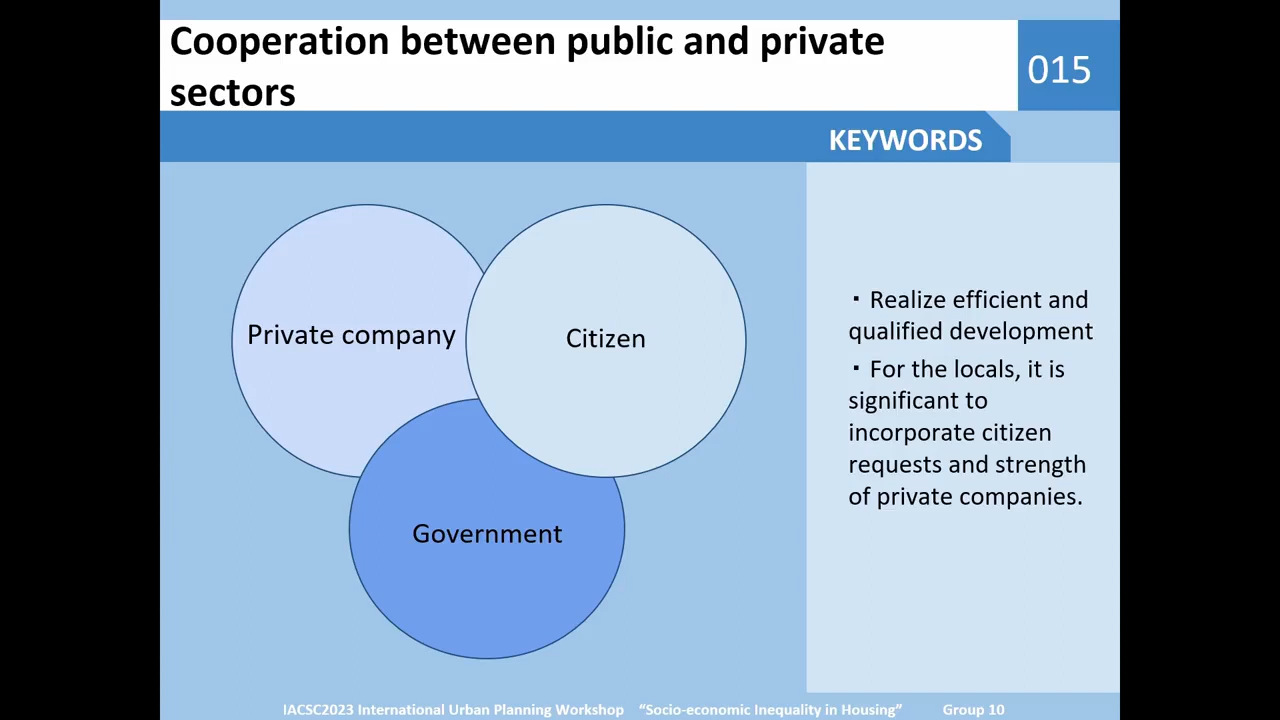 Cooperation between public and private
sectors
015
KEYWORDS
Private company
Citizen
Government
・Realize efficient and
qualified development
・For the locals, it is
significant to
incorporate citizen
requests and strength
of private companies.
IACSC2023 International Urban Planning Workshop “Socio-economic Inequality in Housing” Group 10